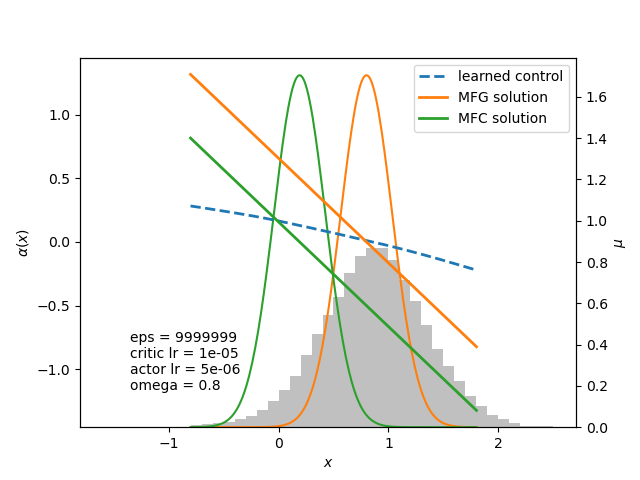 learned control
MFG solution
MFC solution
α(x)
1.0
0.5
0.0
−0.5
−1.0
1.6
1.4
1.2
1.0
0.8
0.6
0.4
0.2
0.0
μ
eps = 9999999
critic lr = 1e-05
actor lr = 5e-06
omega = 0.8
−1 0 1 2
x